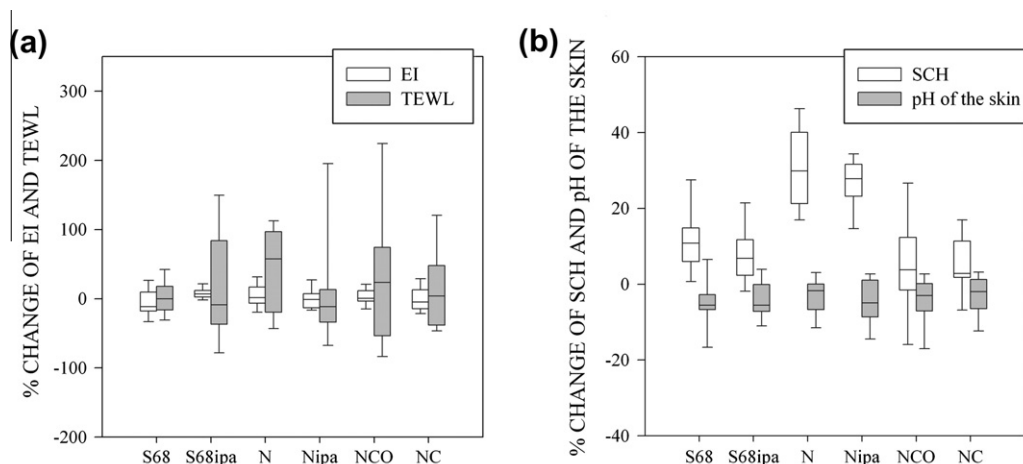 (a)
% CHANGE OF EI AND TEWL
EI
TEWL
300
200
100
0
-100
-200
S68 S68ipa N Nipa NCO NC
(b)
% CHANGE OF SCH AND pH OF THE SKIN
SCH
pH of the skin
60
40
20
0
-20
-40
S68 S68ipa N Nipa NCO NC